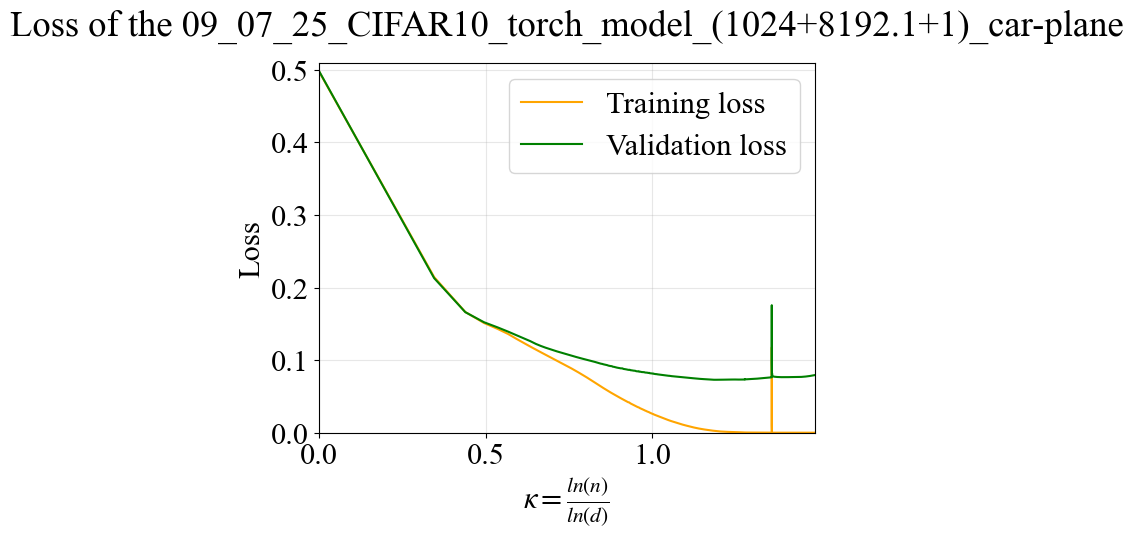 Loss of the 09_07_25_CIFAR10_torch_model_(1024+8192.1+1)_car-plane
0.5
0.4
0.3
0.2
0.1
0.0
Loss
Training loss
Validation loss
0.0 0.5 1.0
κ = ln(n)/ln(d)